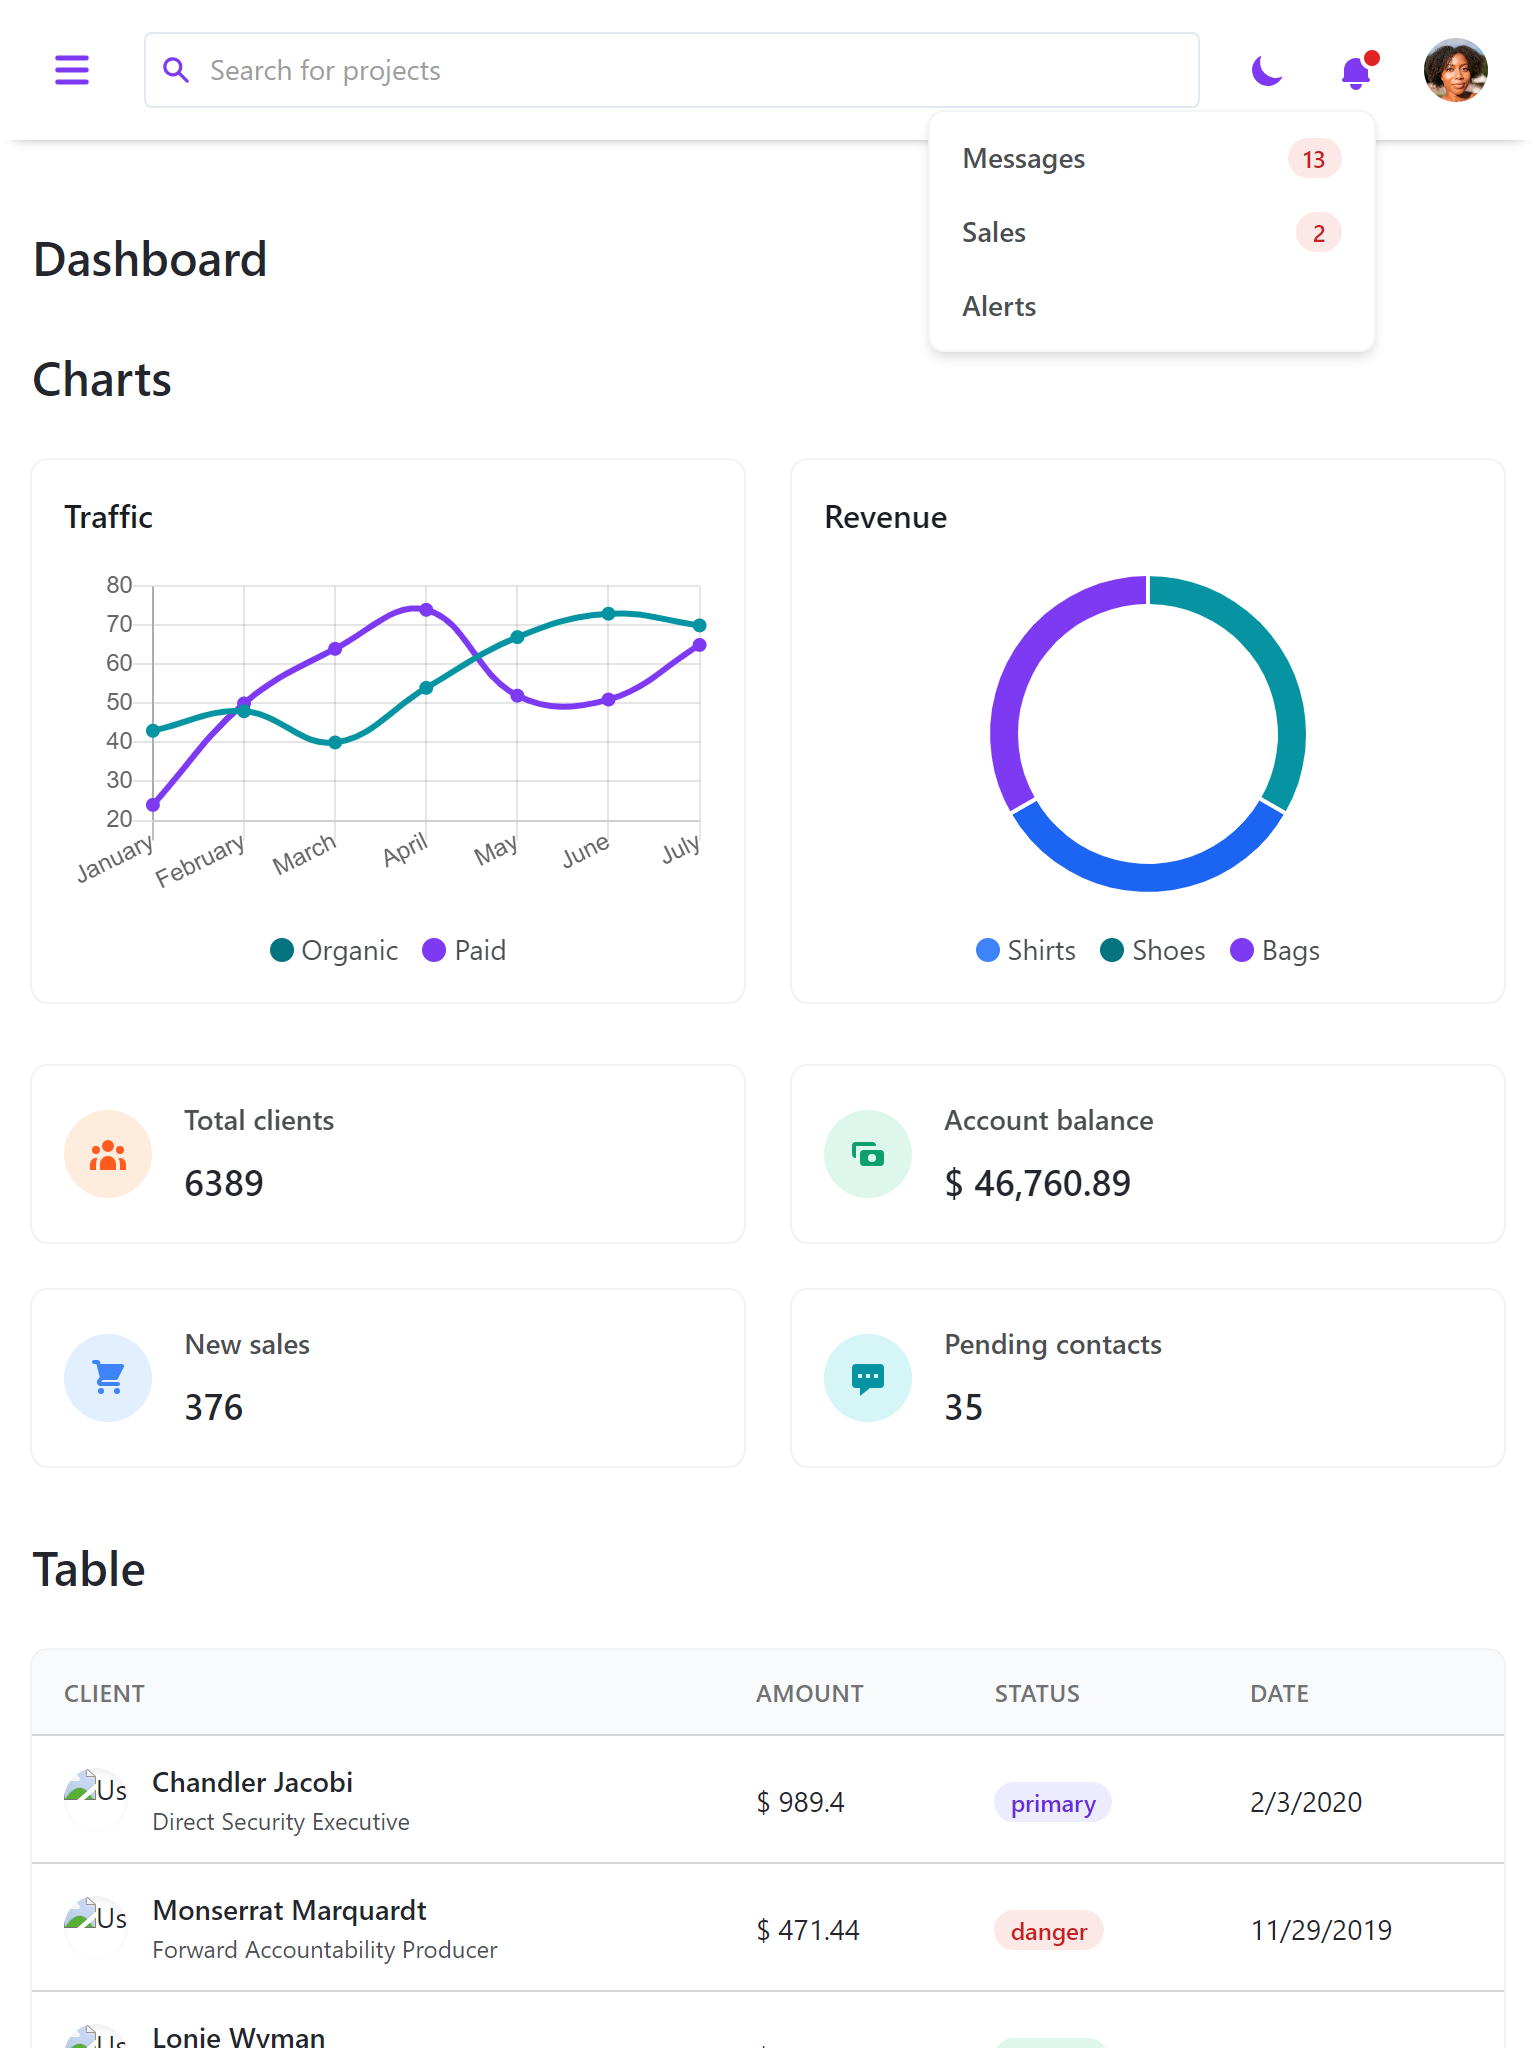 Search for projects
Messages 13
Sales 2
Alerts
Dashboard
Charts
Traffic
80
70
60
50
40
30
20
January February March April May June July
Organic Paid
Revenue
Shirts Shoes Bags
Total clients
6389
Account balance
$ 46,760.89
New sales
376
Pending contacts
35
Table
CLIENT AMOUNT STATUS DATE
Us Chandler Jacobi
Direct Security Executive
$ 989.4 primary 2/3/2020
Us Monserrat Marquardt
Forward Accountability Producer
$ 471.44 danger 11/29/2019
Us Lonie Wyman